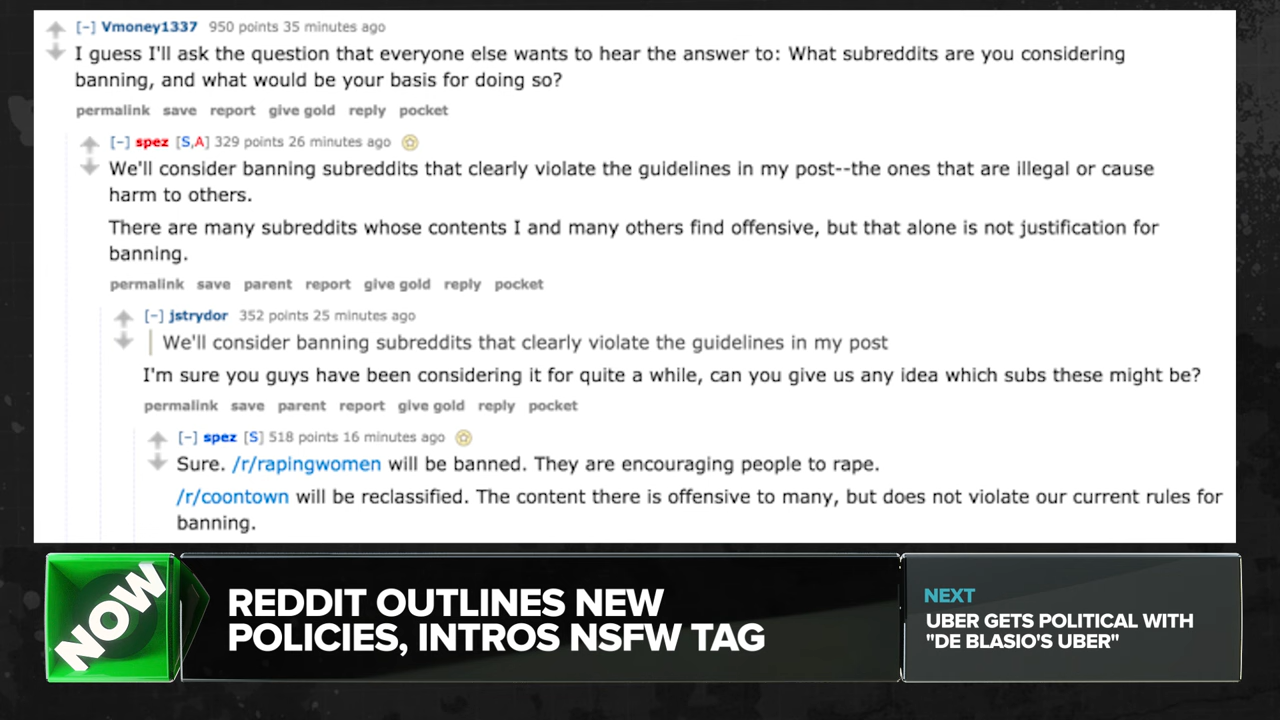 [-] Vmoney1337 950 points 35 minutes ago
I guess I'll ask the question that everyone else wants to hear the answer to: What subreddits are you considering
banning, and what would be your basis for doing so?
permalink save report give gold reply pocket
[-] spez [S,A] 329 points 26 minutes ago
We'll consider banning subreddits that clearly violate the guidelines in my post--the ones that are illegal or cause
harm to others.
There are many subreddits whose contents I and many others find offensive, but that alone is not justification for
banning.
permalink save parent report give gold reply pocket
[-] jstrydor 352 points 25 minutes ago
We'll consider banning subreddits that clearly violate the guidelines in my post
I'm sure you guys have been considering it for quite a while, can you give us any idea which subs these might be?
permalink save parent report give gold reply pocket
[-] spez [S] 518 points 16 minutes ago
Sure. /r/rapingwomen will be banned. They are encouraging people to rape.
/r/coontown will be reclassified. The content there is offensive to many, but does not violate our current rules for
banning.
NOW
REDDIT OUTLINES NEW
POLICIES, INTROS NSFW TAG
NEXT
UBER GETS POLITICAL WITH
"DE BLASIO'S UBER"